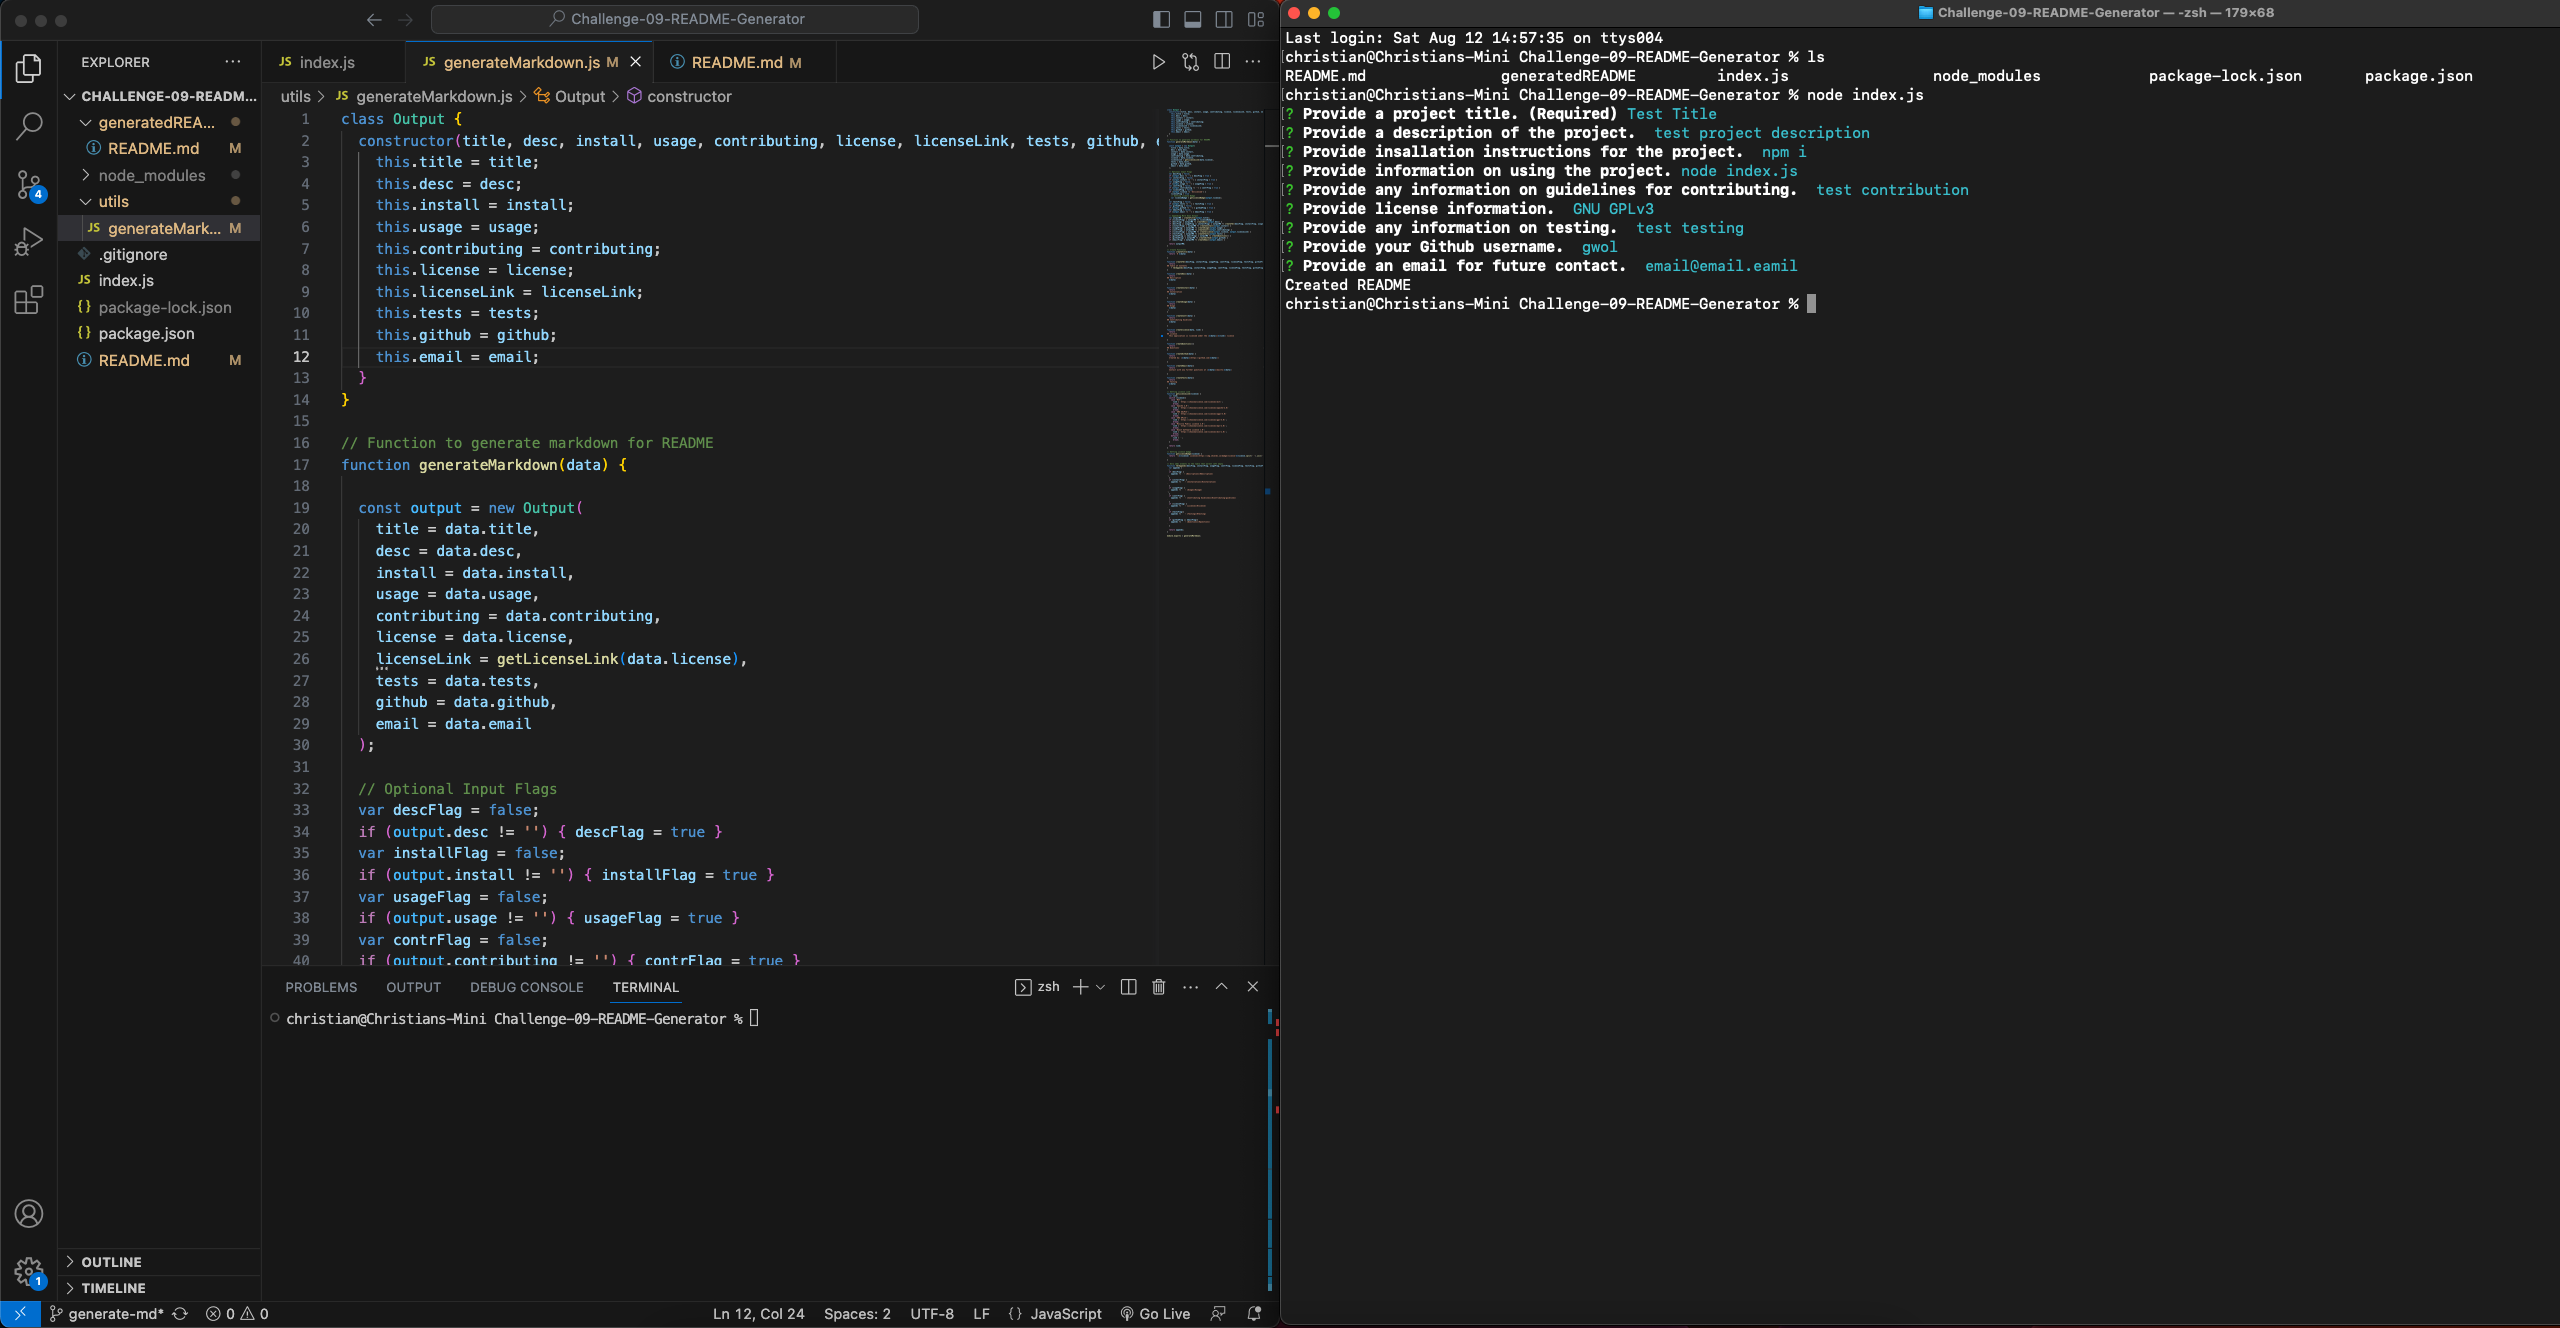 Challenge-09-README-Generator
EXPLORER
CHALLENGE-09-READM...
generatedREA...
README.md M
node_modules
utils
JS generateMark... M
.gitignore
JS index.js
{} package-lock.json
{} package.json
README.md M
OUTLINE
TIMELINE
4
1
JS index.js
JS generateMarkdown.js M
README.md M
utils > JS generateMarkdown.js > Output > constructor
1 class Output {
2 constructor(title, desc, install, usage, contributing, license, licenseLink, tests, github,
3 this.title = title;
4 this.desc = desc;
5 this.install = install;
6 this.usage = usage;
7 this.contributing = contributing;
8 this.license = license;
9 this.licenseLink = licenseLink;
10 this.tests = tests;
11 this.github = github;
12 this.email = email;
13 }
14 }
15
16 // Function to generate markdown for README
17 function generateMarkdown(data) {
18
19 const output = new Output(
20 title = data.title,
21 desc = data.desc,
22 install = data.install,
23 usage = data.usage,
24 contributing = data.contributing,
25 license = data.license,
26 licenseLink = getLicenseLink(data.license),
27 tests = data.tests,
28 github = data.github,
29 email = data.email
30 );
31
32 // Optional Input Flags
33 var descFlag = false;
34 if (output.desc != '') { descFlag = true }
35 var installFlag = false;
36 if (output.install != '') { installFlag = true }
37 var usageFlag = false;
38 if (output.usage != '') { usageFlag = true }
39 var contrFlag = false;
40 if (output.contributing != '') { contrFlag = true }
PROBLEMS OUTPUT DEBUG CONSOLE TERMINAL
zsh
christian@Christians-Mini Challenge-09-README-Generator %
generate-md* 0 0
Ln 12, Col 24 Spaces: 2 UTF-8 LF {} JavaScript Go Live
Challenge-09-README-Generator — -zsh — 179×68
Last login: Sat Aug 12 14:57:35 on ttys004
[christian@Christians-Mini Challenge-09-README-Generator % ls
README.md generatedREADME index.js node_modules package-lock.json package.json
[christian@Christians-Mini Challenge-09-README-Generator % node index.js
[? Provide a project title. (Required) Test Title
[? Provide a description of the project. test project description
[? Provide insallation instructions for the project. npm i
[? Provide information on using the project. node index.js
[? Provide any information on guidelines for contributing. test contribution
? Provide license information. GNU GPLv3
[? Provide any information on testing. test testing
[? Provide your Github username. gwol
[? Provide an email for future contact. email@email.eamil
Created README
christian@Christians-Mini Challenge-09-README-Generator %